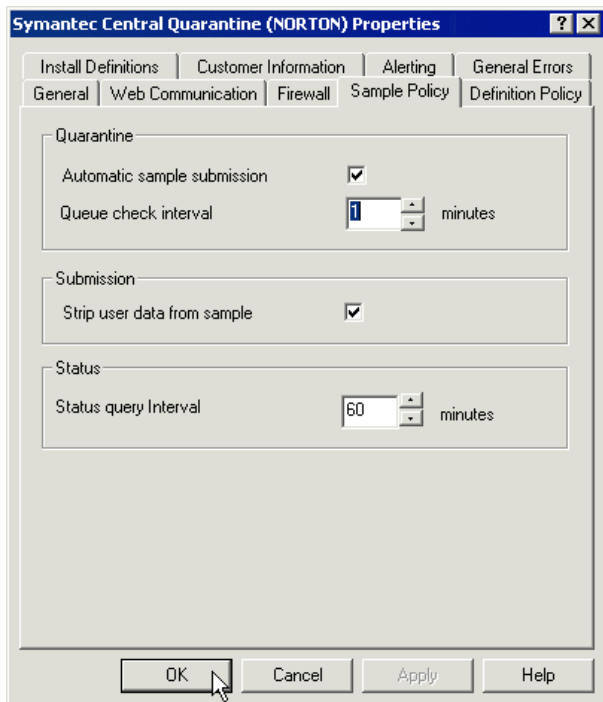 Symantec Central Quarantine (NORTON) Properties
Install Definitions Customer Information Alerting General Errors
General Web Communication Firewall Sample Policy Definition Policy
Quarantine
Automatic sample submission
Queue check interval 1 minutes
Submission
Strip user data from sample
Status
Status query Interval 60 minutes
OK Cancel Apply Help